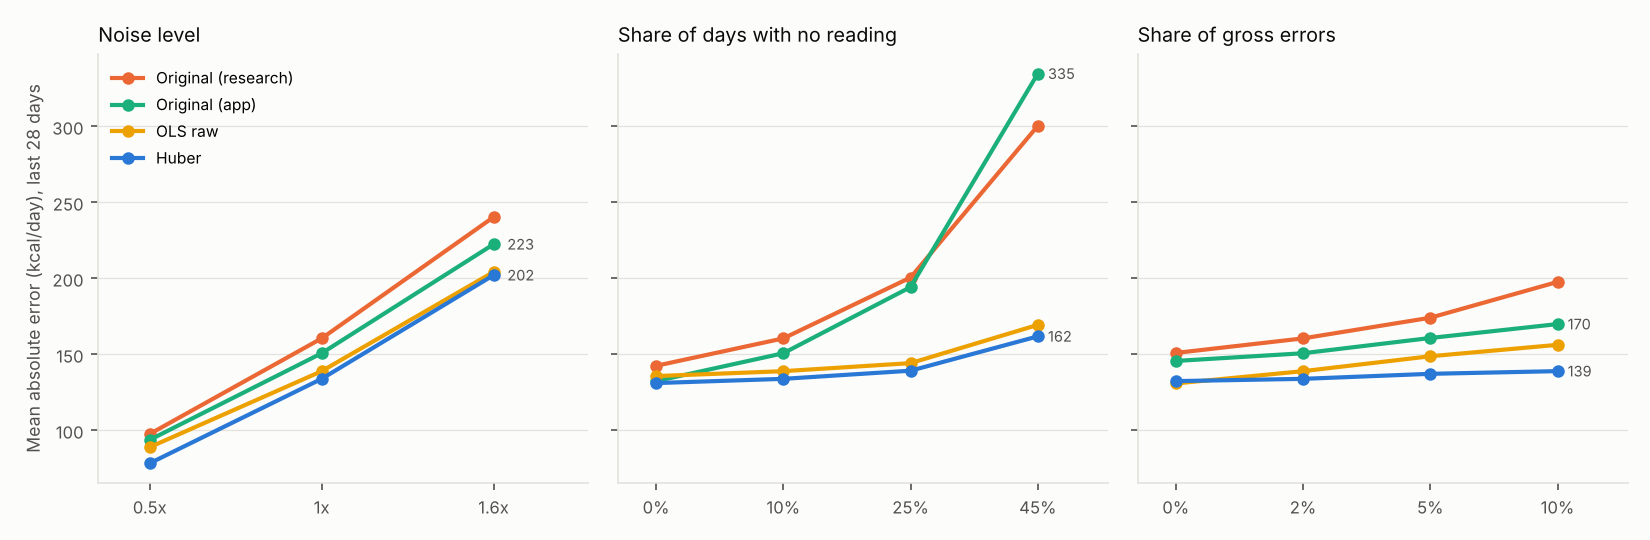 Noise level
Share of days with no reading
Share of gross errors
Mean absolute error (kcal/day), last 28 days
Original (research)
Original (app)
OLS raw
Huber
300
250
200
150
100
223
202
335
162
170
139
0.5x
1x
1.6x
0%
10%
25%
45%
0%
2%
5%
10%